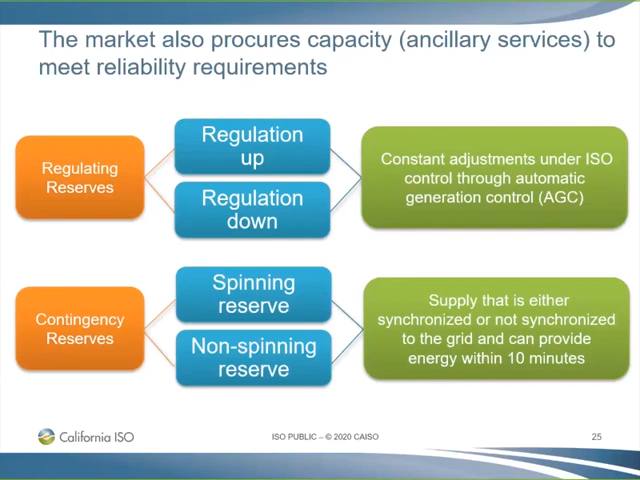 The market also procures capacity (ancillary services) to
meet reliability requirements
Regulating
Reserves
Regulation
up
Regulation
down
Constant adjustments under ISO
control through automatic
generation control (AGC)
Contingency
Reserves
Spinning
reserve
Non-spinning
reserve
Supply that is either
synchronized or not synchronized
to the grid and can provide
energy within 10 minutes
California ISO
ISO PUBLIC – © 2020 CAISO
25